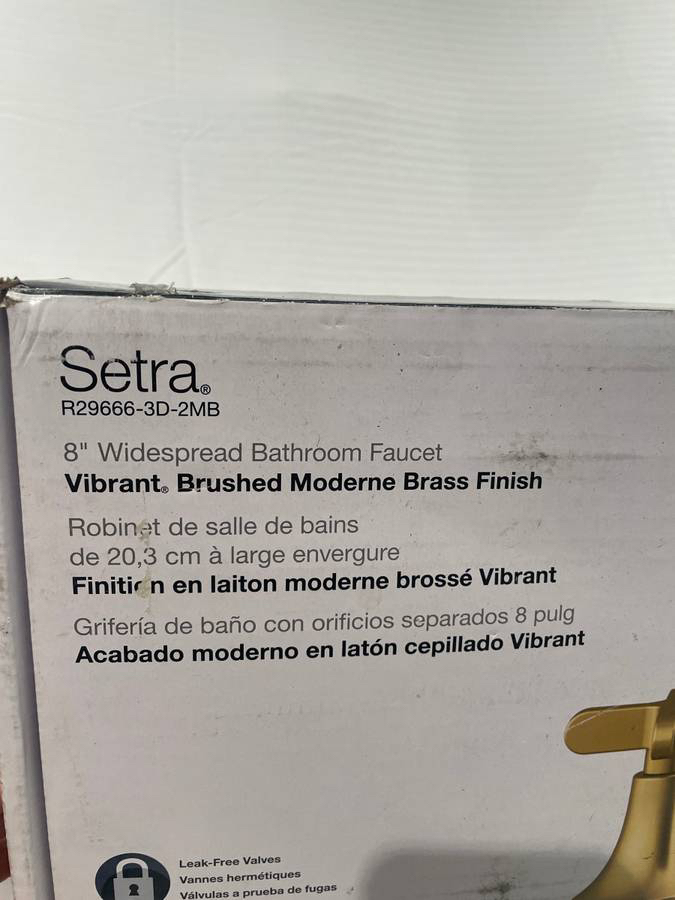 Setra®
R29666-3D-2MB
8" Widespread Bathroom Faucet
Vibrant® Brushed Moderne Brass Finish
Robinet de salle de bains
de 20,3 cm à large envergure
Finition en laiton moderne brossé Vibrant
Grifería de baño con orificios separados 8 pulg
Acabado moderno en latón cepillado Vibrant
Leak-Free Valves
Vannes hermétiques
Válvulas a prueba de fugas